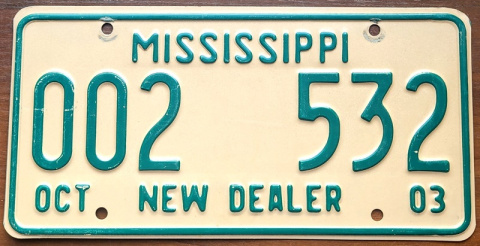 MISSISSIPPI
002 532
OCT NEW DEALER 03